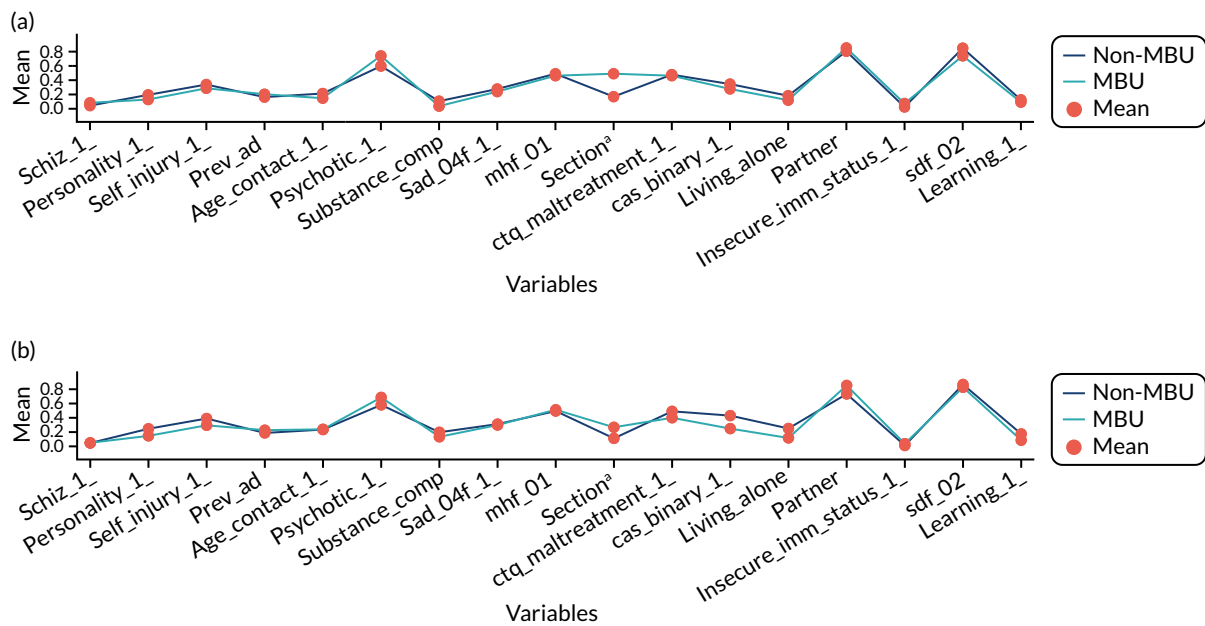 (a)
Mean
0.8
0.6
0.4
0.2
0.0
Schiz_1_
Personality_1_
Self_injury_1_
Prev_ad
Age_contact_1_
Psychotic_1_
Substance_comp
Sad_04f_1_
mhf_01
Sectionᵃ
ctq_maltreatment_1_
cas_binary_1_
Living_alone
Partner
Insecure_imm_status_1_
sdf_02
Learning_1_
Variables
Non-MBU
MBU
Mean
(b)
Mean
0.8
0.6
0.4
0.2
0.0
Schiz_1_
Personality_1_
Self_injury_1_
Prev_ad
Age_contact_1_
Psychotic_1_
Substance_comp
Sad_04f_1_
mhf_01
Sectionᵃ
ctq_maltreatment_1_
cas_binary_1_
Living_alone
Partner
Insecure_imm_status_1_
sdf_02
Learning_1_
Variables
Non-MBU
MBU
Mean